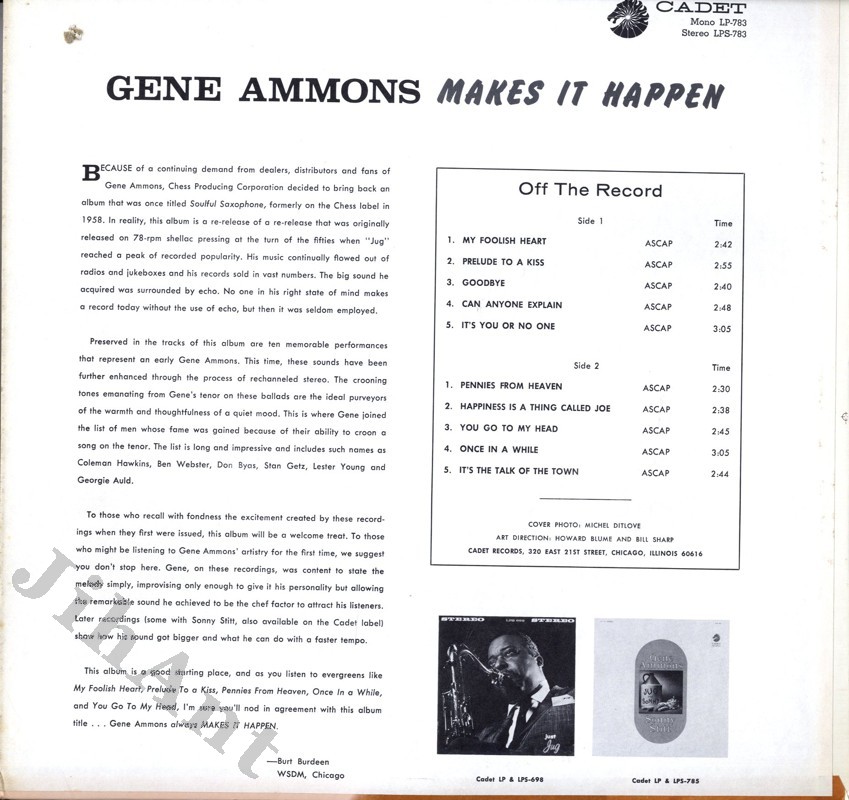 CADET
Mono LP-783
Stereo LPS-783
GENE AMMONS MAKES IT HAPPEN
BECAUSE of a continuing demand from dealers, distributors and fans of
Gene Ammons, Chess Producing Corporation decided to bring back an
album that was once titled Soulful Saxophone, formerly on the Chess label in
1958. In reality, this album is a re-release of a re-release that was originally
released on 78-rpm shellac pressing at the turn of the fifties when "Jug"
reached a peak of recorded popularity. His music continually flowed out of
radios and jukeboxes and his records sold in vast numbers. The big sound he
acquired was surrounded by echo. No one in his right state of mind makes
a record today without the use of echo, but then it was seldom employed.
Preserved in the tracks of this album are ten memorable performances
that represent an early Gene Ammons. This time, these sounds have been
further enhanced through the process of rechanneled stereo. The crooning
tones emanating from Gene's tenor on these ballads are the ideal purveyors
of the warmth and thoughtfulness of a quiet mood. This is where Gene joined
the list of men whose fame was gained because of their ability to croon a
song on the tenor. The list is long and impressive and includes such names as
Coleman Hawkins, Ben Webster, Don Byas, Stan Getz, Lester Young and
Georgie Auld.
To those who recall with fondness the excitement created by these record-
ings when they first were issued, this album will be a welcome treat. To those
who might be listening to Gene Ammons' artistry for the first time, we suggest
you don't stop here. Gene, on these recordings, was content to state the
melody simply, improvising only enough to give it his personality but allowing
the remarkable sound he achieved to be the chef factor to attract his listeners.
Later recordings (some with Sonny Stitt, also available on the Cadet label)
show how his sound got bigger and what he can do with a faster tempo.
This album is a good starting place, and as you listen to evergreens like
My Foolish Heart, Prelude To a Kiss, Pennies From Heaven, Once In a While,
and You Go To My Head, I'm sure you'll nod in agreement with this album
title . . . Gene Ammons always MAKES IT HAPPEN.
—Burt Burdeen
WSDM, Chicago
JihAmt
Off The Record
Side 1 Time
1. MY FOOLISH HEART ASCAP 2:42
2. PRELUDE TO A KISS ASCAP 2:55
3. GOODBYE ASCAP 2:40
4. CAN ANYONE EXPLAIN ASCAP 2:48
5. IT'S YOU OR NO ONE ASCAP 3:05
Side 2 Time
1. PENNIES FROM HEAVEN ASCAP 2:30
2. HAPPINESS IS A THING CALLED JOE ASCAP 2:38
3. YOU GO TO MY HEAD ASCAP 2:45
4. ONCE IN A WHILE ASCAP 3:05
5. IT'S THE TALK OF THE TOWN ASCAP 2:44
COVER PHOTO: MICHEL DITLOVE
ART DIRECTION: HOWARD BLUME AND BILL SHARP
CADET RECORDS, 320 EAST 21ST STREET, CHICAGO, ILLINOIS 60616
STEREO STEREO
just
Jug
Cadet LP & LPS-698
Gene
Ammons
JUG
Sonny
Stitt
Cadet LP & LPS-785